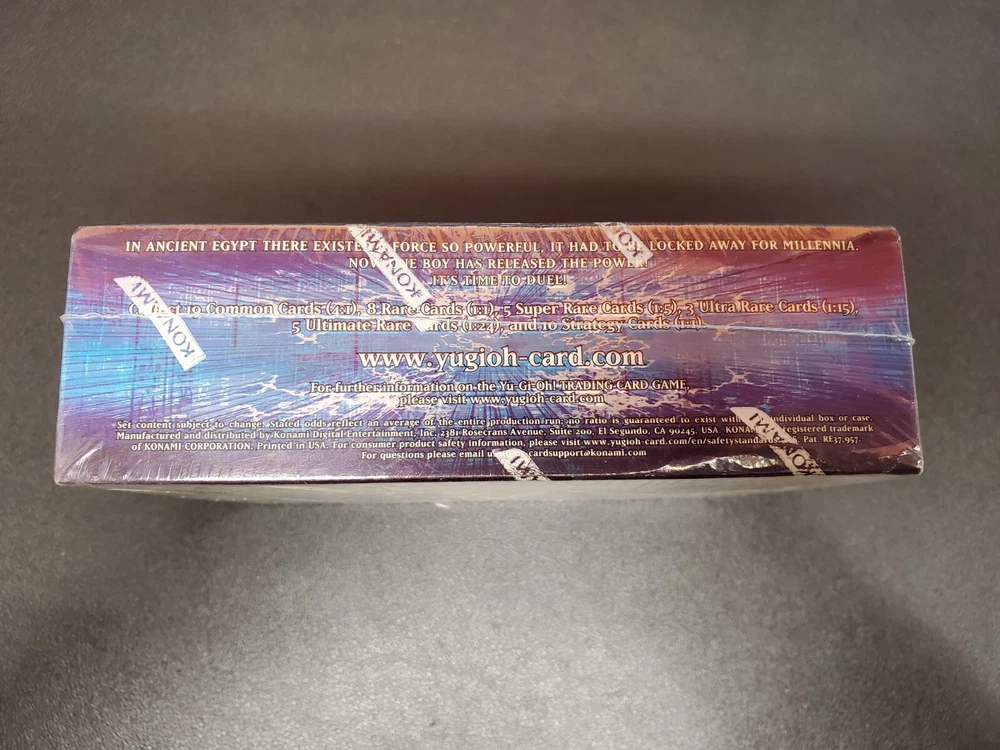 IN ANCIENT EGYPT THERE EXISTED A FORCE SO POWERFUL, IT HAD TO BE LOCKED AWAY FOR MILLENNIA.
NOW ONE BOY HAS RELEASED THE POWER!
IT'S TIME TO DUEL!
Collect 10 Common Cards (7:1), 8 Rare Cards (1:1), 5 Super Rare Cards (1:5), 3 Ultra Rare Cards (1:15),
5 Ultimate Rare Cards (1:24), and 10 Strategy Cards (1:1).
www.yugioh-card.com
For further information on the Yu-Gi-Oh! TRADING CARD GAME,
please visit www.yugioh-card.com
Set content subject to change. Stated odds reflect an average of the entire production run; no ratio is guaranteed to exist individual box or case.
Manufactured and distributed by Konami Digital Entertainment, Inc. 2381 Rosecrans Avenue, Suite 200, El Segundo, CA 90245, USA. KONAMI registered trademark
of KONAMI CORPORATION. Printed in USA. For consumer product safety information, please visit www.yugioh-card.com/en/safetystandards. Pat. RE37,957.
For questions please email cardsupport@konami.com
KONAMI
KONAMI
KO
MI
KONAMI